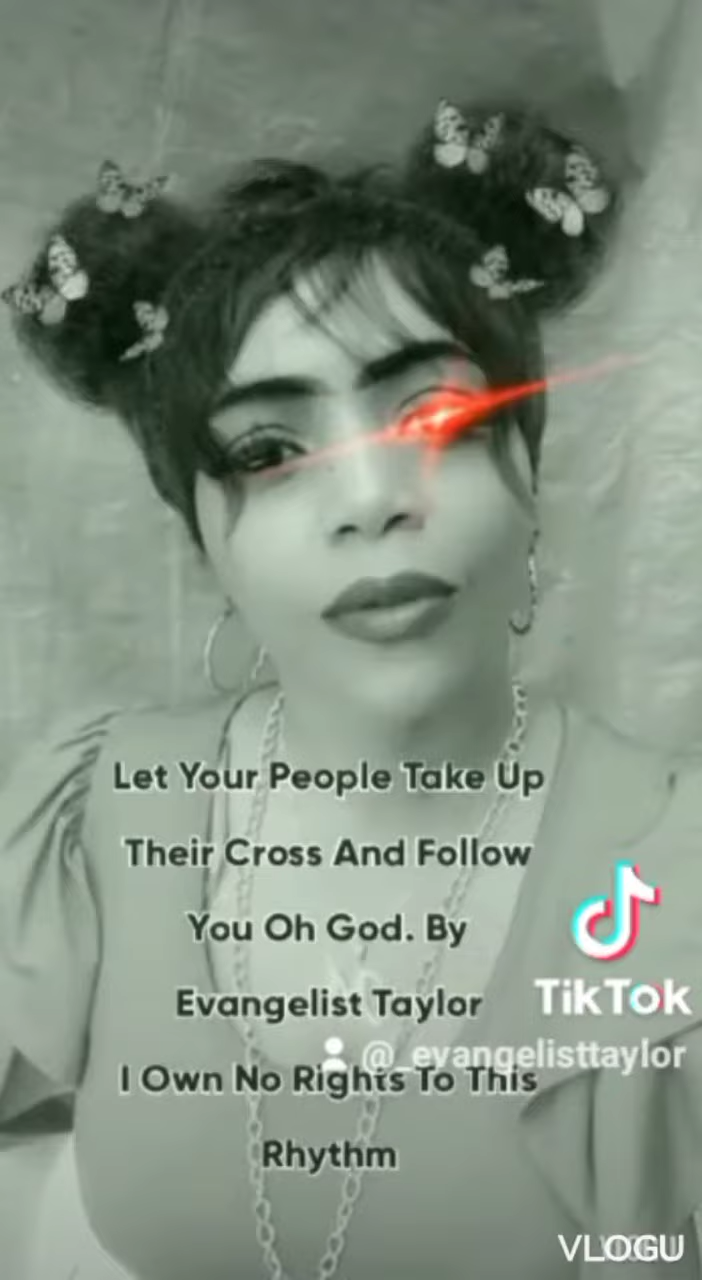 Let Your People Take Up
Their Cross And Follow
You Oh God. By
Evangelist Taylor
I Own No Rights To This
Rhythm
TikTok
@_evangelisttaylor
VLOGU